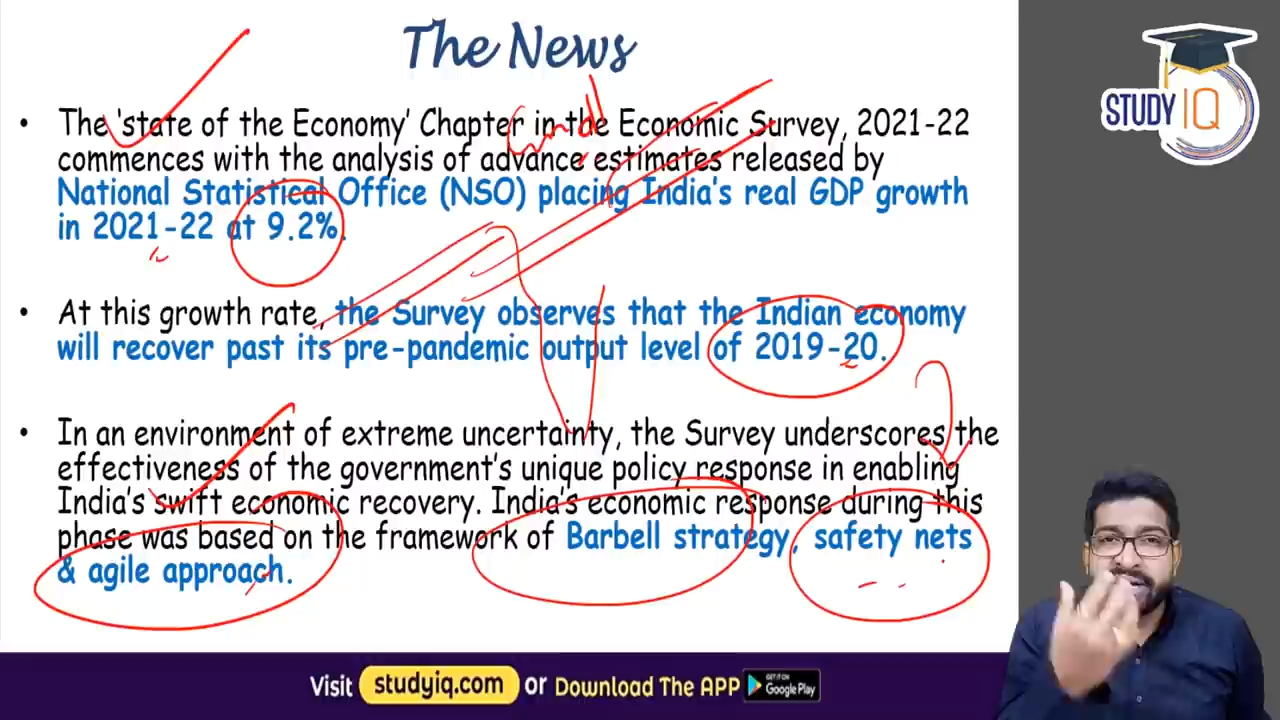 The News
STUDY IQ
• The 'state of the Economy' Chapter in the Economic Survey, 2021-22
commences with the analysis of advance estimates released by
National Statistical Office (NSO) placing India's real GDP growth
in 2021-22 at 9.2%.
• At this growth rate, the Survey observes that the Indian economy
will recover past its pre-pandemic output level of 2019-20.
• In an environment of extreme uncertainty, the Survey underscores the
effectiveness of the government's unique policy response in enabling
India's swift economic recovery. India's economic response during this
phase was based on the framework of Barbell strategy, safety nets
& agile approach.
Visit studyiq.com or Download The APP GET IT ON Google Play